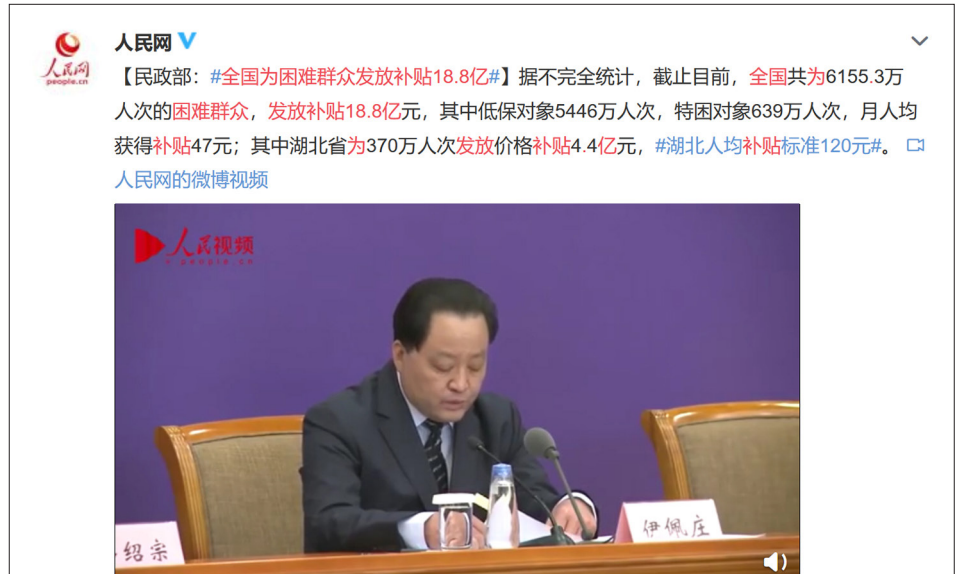 人民网
people.cn
人民网
【民政部：#全国为困难群众发放补贴18.8亿#】据不完全统计，截止目前，全国共为6155.3万
人次的困难群众，发放补贴18.8亿元，其中低保对象5446万人次，特困对象639万人次，月人均
获得补贴47元；其中湖北省为370万人次发放价格补贴4.4亿元，#湖北人均补贴标准120元#。
人民网的微博视频
人民视频
people.cn
绍宗
伊佩庄